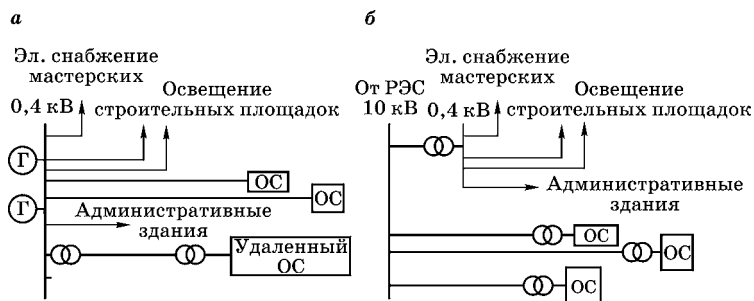 а
Эл. снабжение
мастерских
0,4 кВ
Освещение
строительных площадок
Г
ОС
ОС
Г
Административные
здания
Удаленный
ОС
б
Эл. снабжение
мастерских
От РЭС
10 кВ
0,4 кВ
Освещение
строительных площадок
Административные
здания
ОС
ОС
ОС